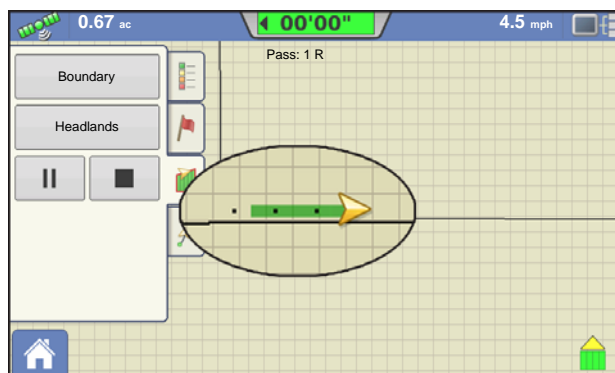 0.67 ac
00'00"
4.5 mph
Pass: 1 R
Boundary
Headlands